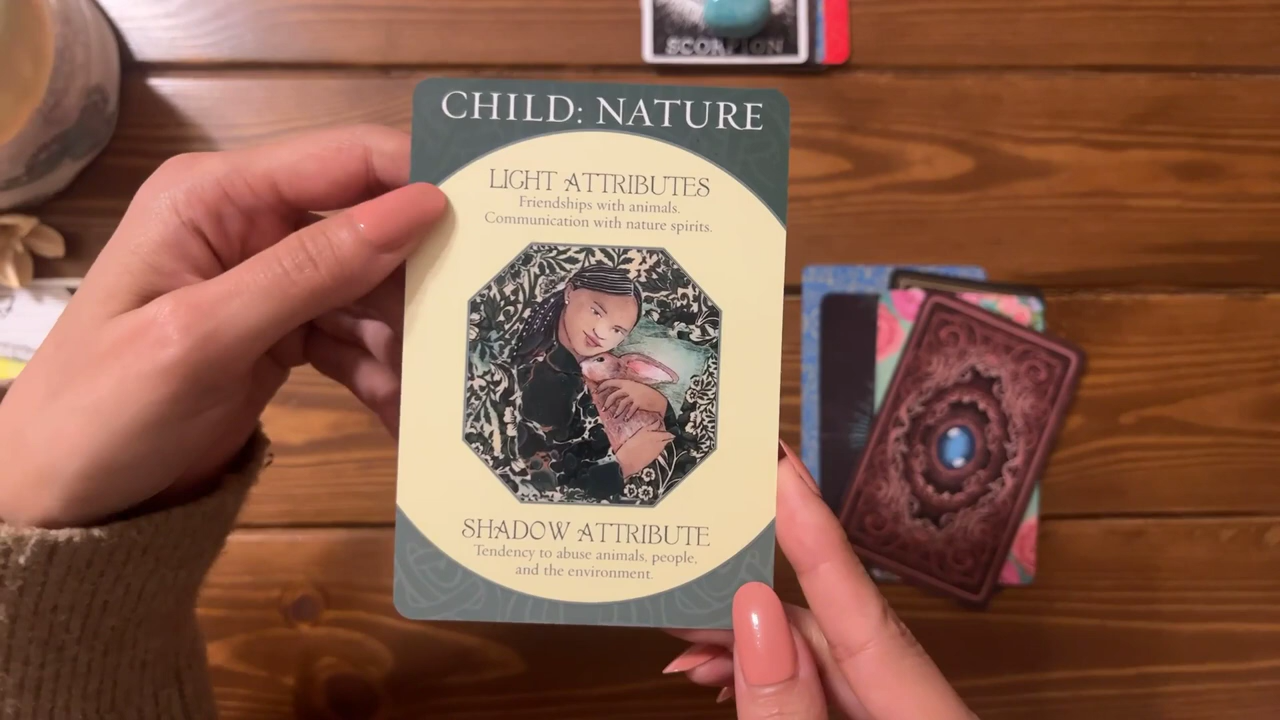 SCORPION
CHILD: NATURE
LIGHT ATTRIBUTES
Friendships with animals.
Communication with nature spirits.
SHADOW ATTRIBUTE
Tendency to abuse animals, people,
and the environment.